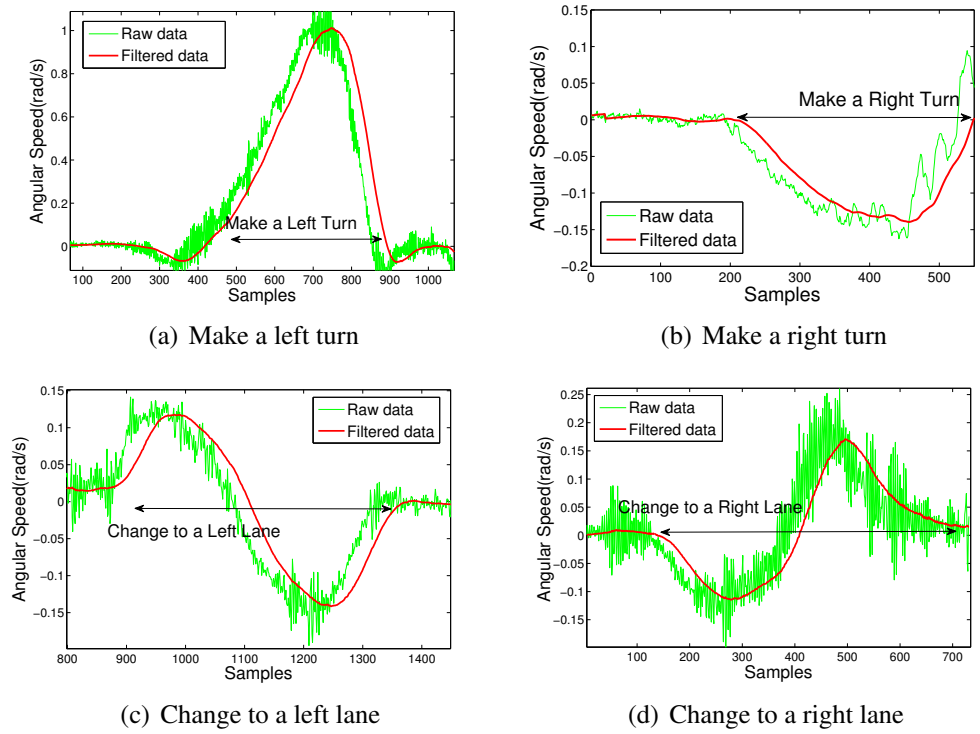 Raw data
Filtered data
1
0.8
0.6
0.4
0.2
0
Angular Speed(rad/s)
Make a Left Turn
100 200 300 400 500 600 700 800 900 1000
Samples
(a) Make a left turn
0.15
0.1
0.05
0
−0.05
−0.1
−0.15
−0.2
Angular Speed(rad/s)
Make a Right Turn
Raw data
Filtered data
0 100 200 300 400 500
Samples
(b) Make a right turn
0.15
0.1
0.05
0
−0.05
−0.1
−0.15
Angular Speed(rad/s)
Raw data
Filtered data
Change to a Left Lane
800 900 1000 1100 1200 1300 1400
Samples
(c) Change to a left lane
0.25
0.2
0.15
0.1
0.05
0
−0.05
−0.1
−0.15
Angular Speed(rad/s)
Raw data
Filtered data
Change to a Right Lane
100 200 300 400 500 600 700
Samples
(d) Change to a right lane